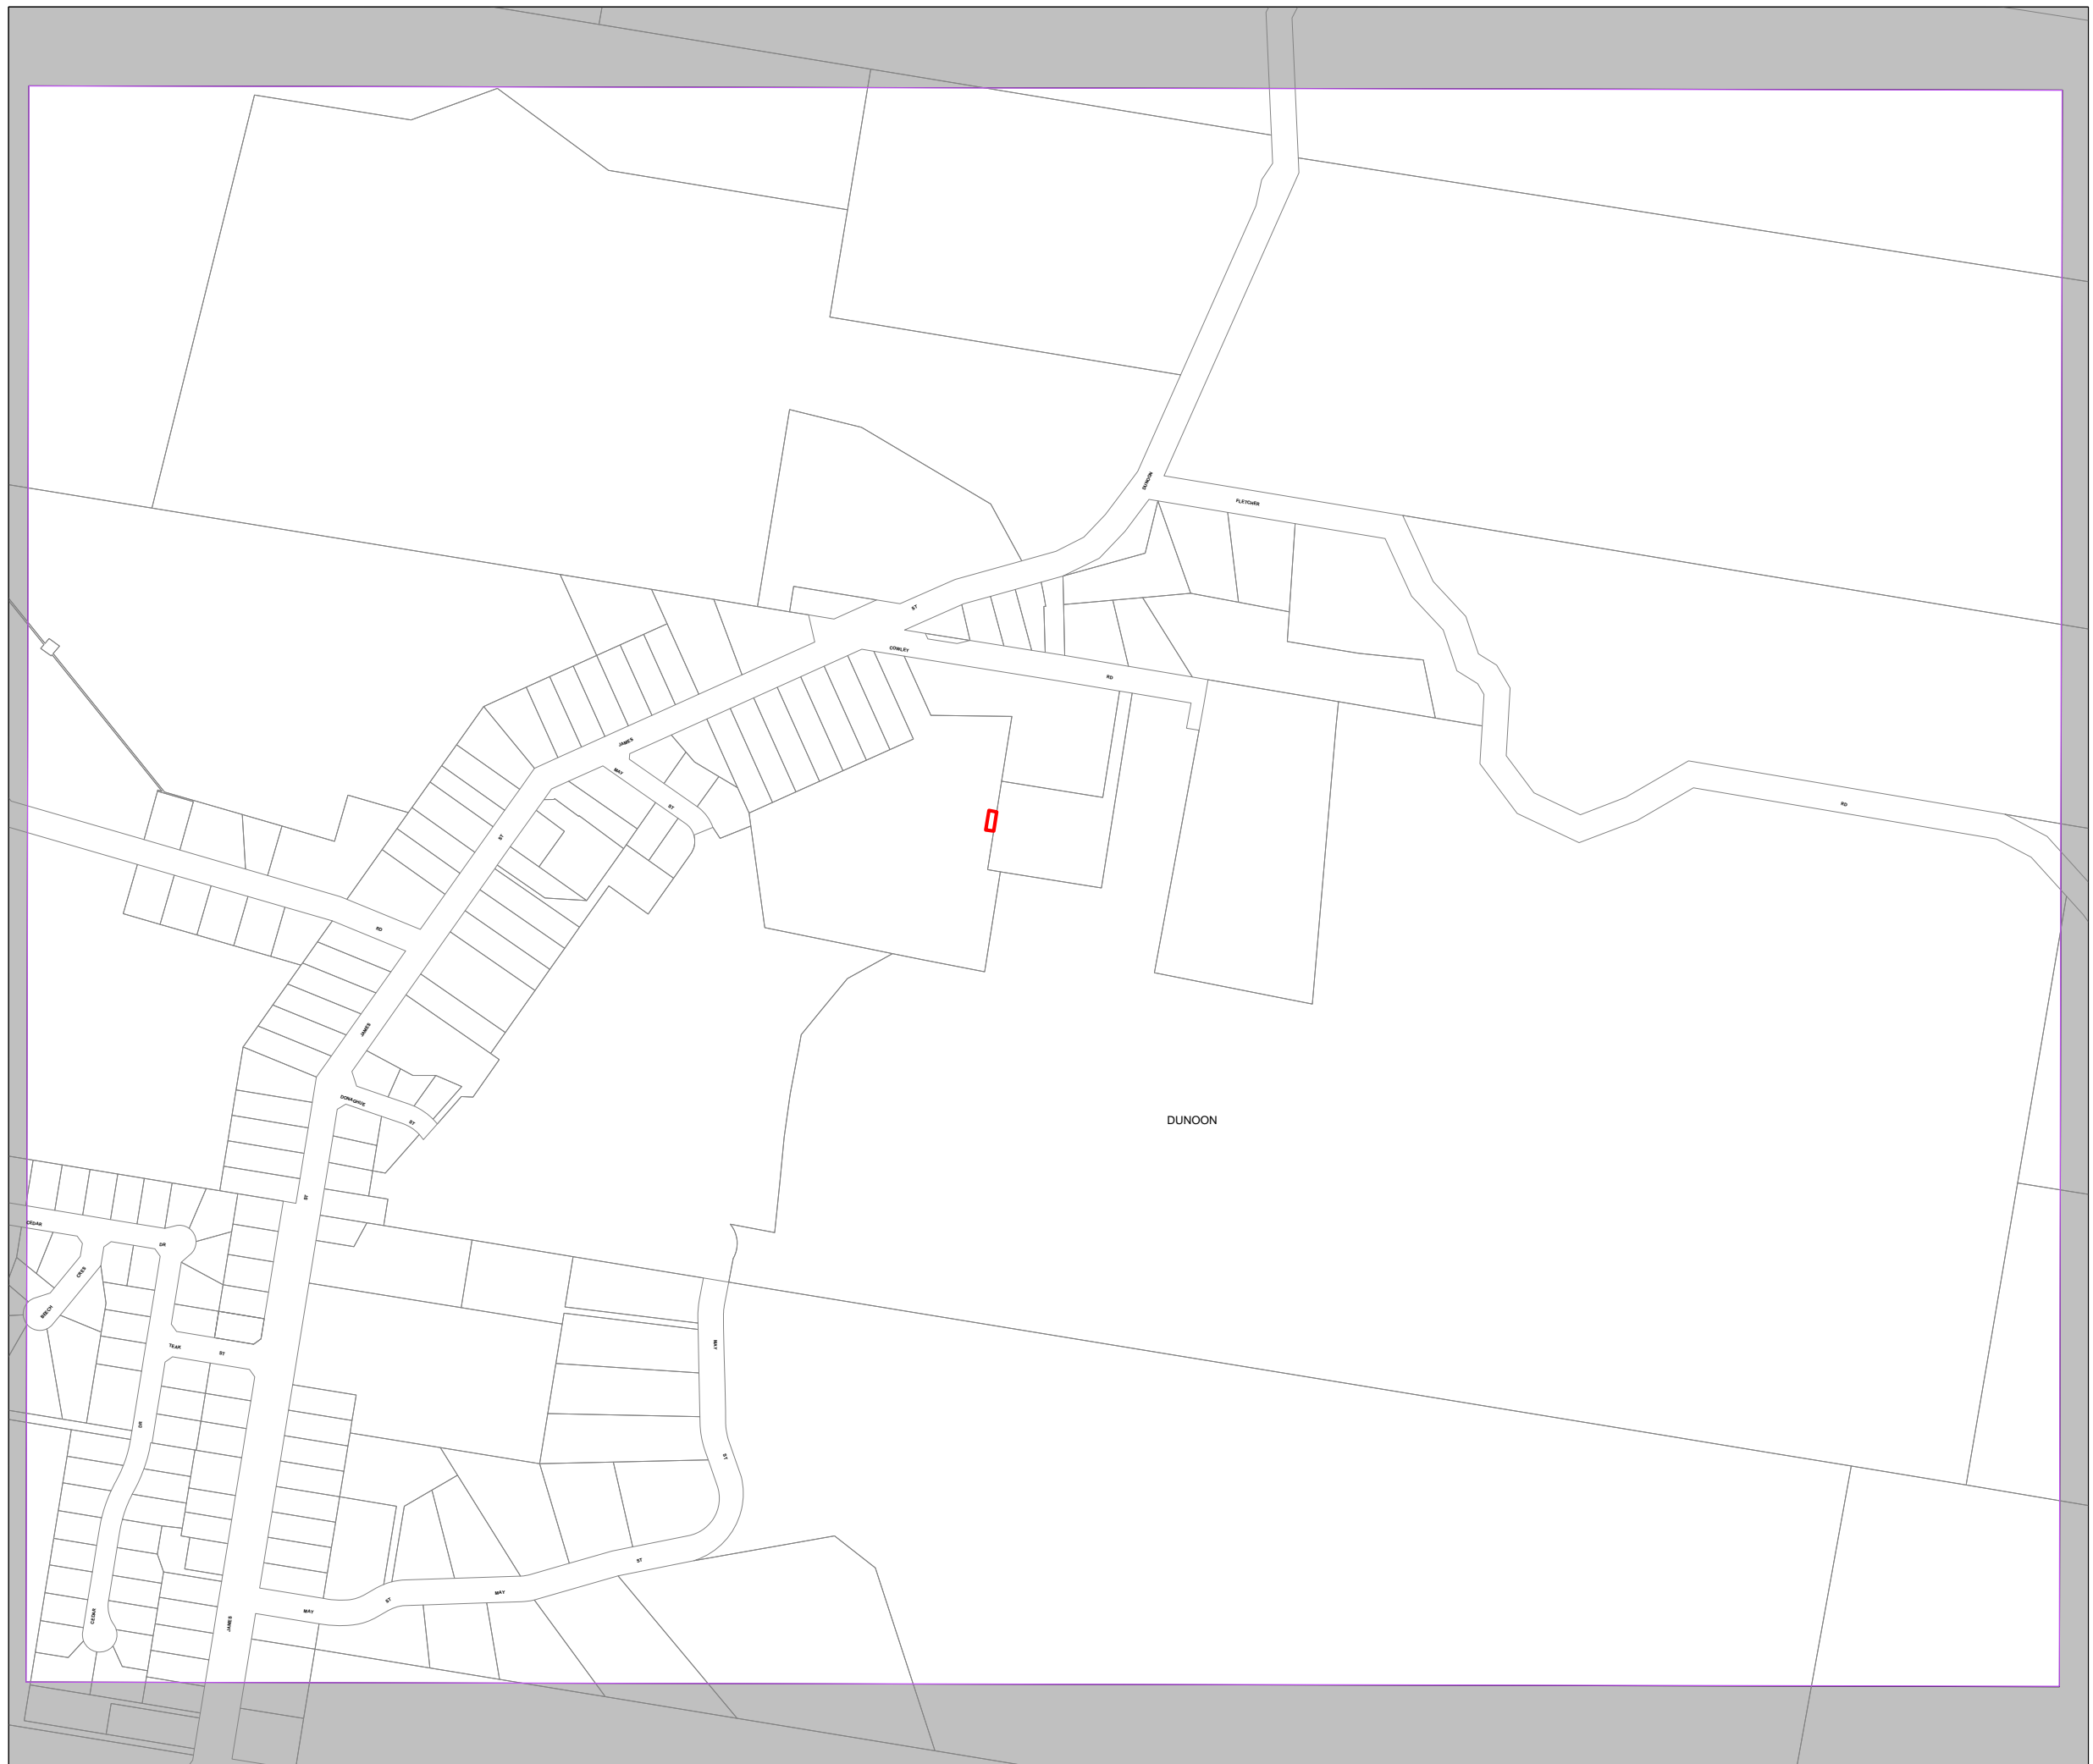 DUNOON
FLETCHER
ST
COWLEY
RD
JAMES
MAY
ST
RD
ST
RD
JAMES
DONAGHUE
ST
DUNOON
ST
CEDAR
DR
CRES
BEECH
TEAK
ST
MAY
DR
ST
ST
MAY
ST
MAY
CEDAR
JAMES